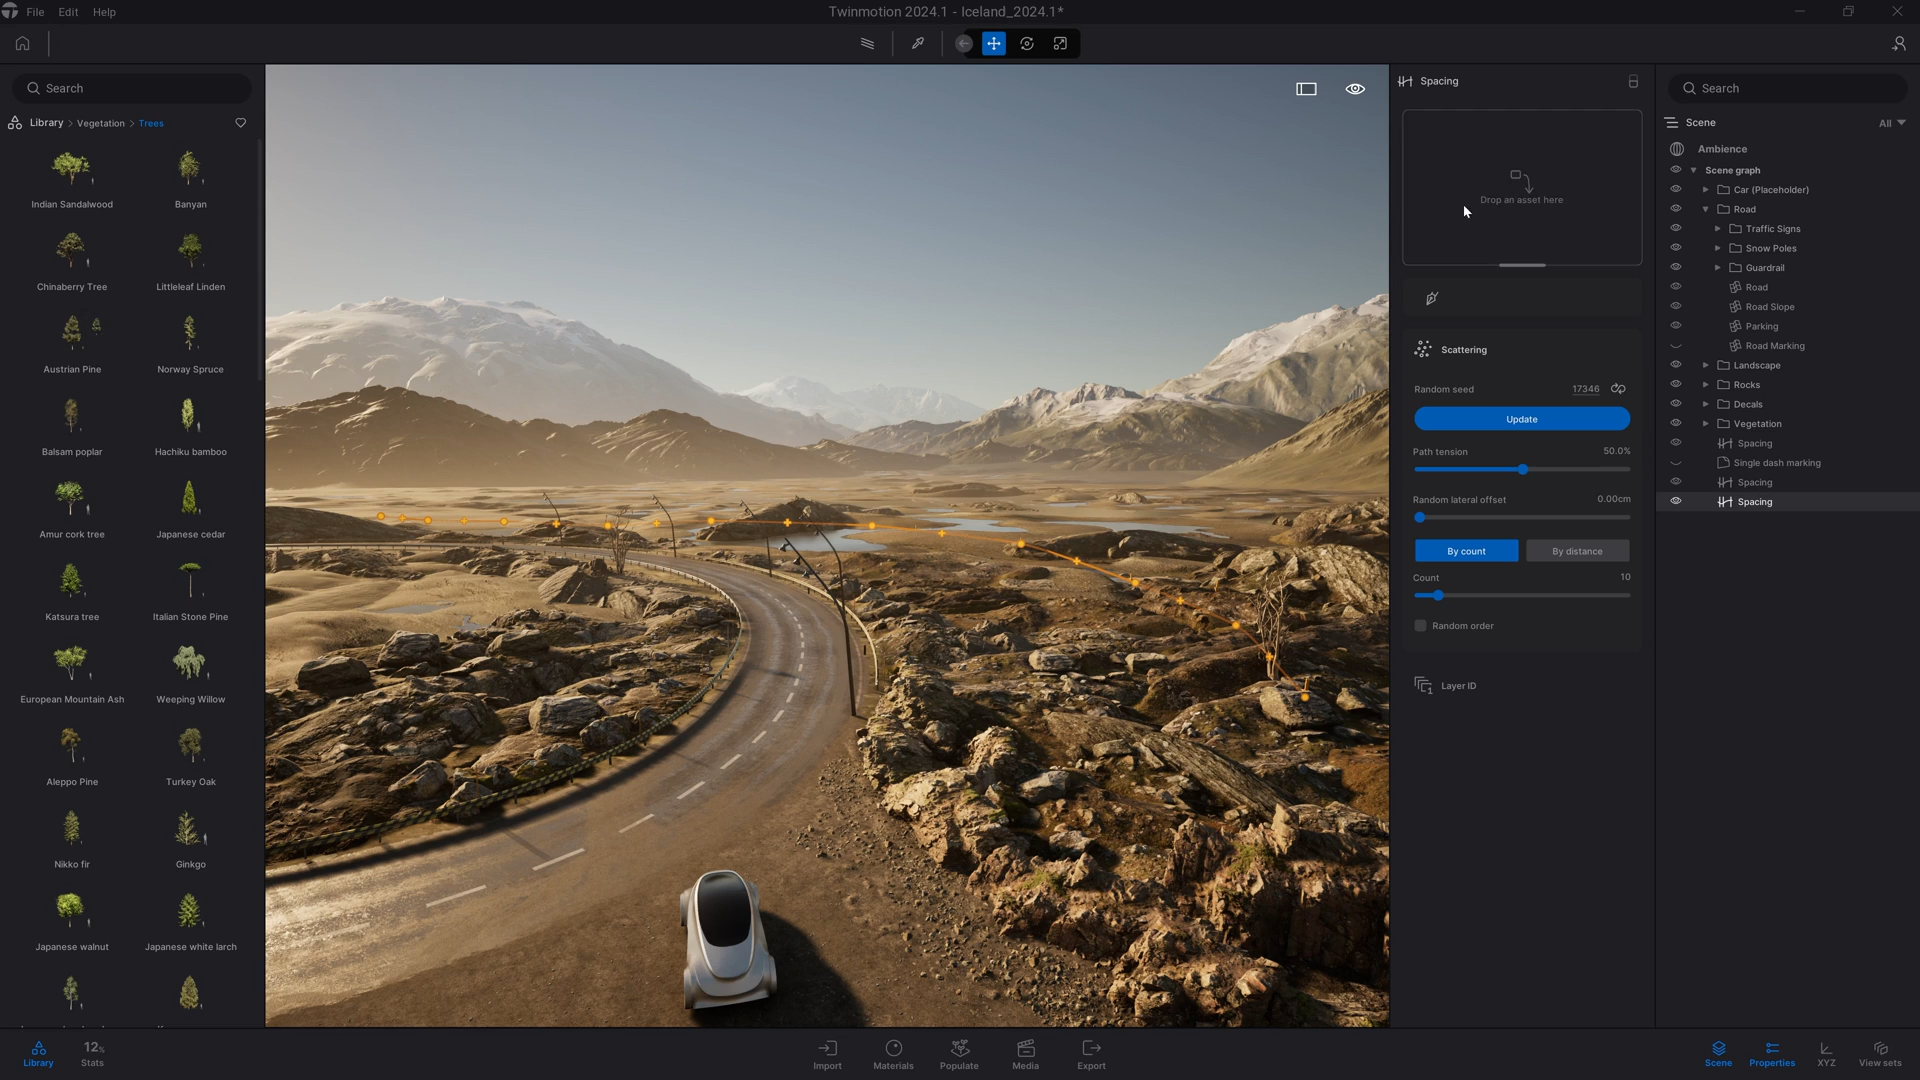 File Edit Help
Twinmotion 2024.1 - Iceland_2024.1*
Search
Library > Vegetation > Trees
Indian Sandalwood
Banyan
Chinaberry Tree
Littleleaf Linden
Austrian Pine
Norway Spruce
Balsam poplar
Hachiku bamboo
Amur cork tree
Japanese cedar
Katsura tree
Italian Stone Pine
European Mountain Ash
Weeping Willow
Aleppo Pine
Turkey Oak
Nikko fir
Ginkgo
Japanese walnut
Japanese white larch
Spacing
Drop an asset here
Scattering
Random seed 17346
Update
Path tension 50.0%
Random lateral offset 0.00cm
By count By distance
Count 10
Random order
Layer ID
Search
Scene All
Ambience
Scene graph
Car (Placeholder)
Road
Traffic Signs
Snow Poles
Guardrail
Road
Road Slope
Parking
Road Marking
Landscape
Rocks
Decals
Vegetation
Spacing
Single dash marking
Spacing
Spacing
Library
12%
Stats
Import
Materials
Populate
Media
Export
Scene
Properties
XYZ
View sets